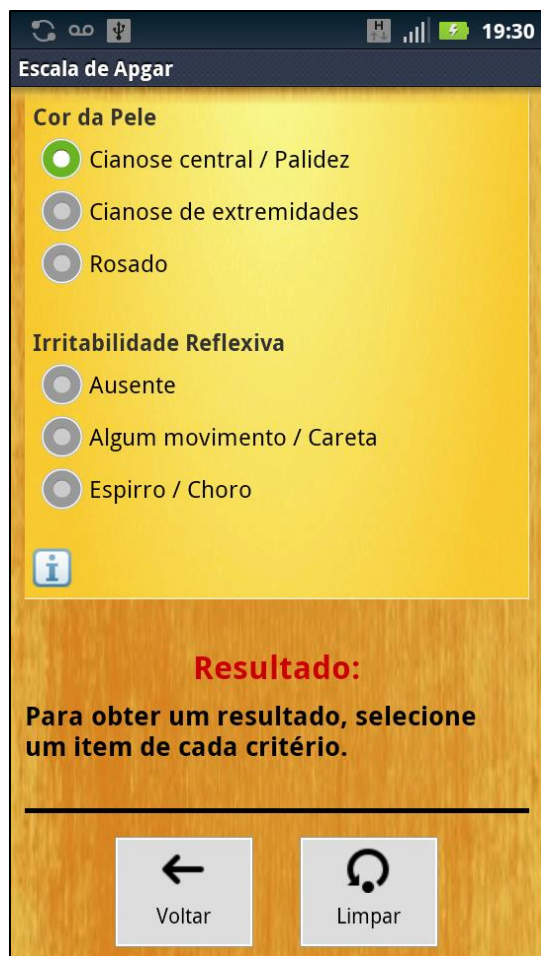 H 19:30
Escala de Apgar
Cor da Pele
Cianose central / Palidez
Cianose de extremidades
Rosado
Irritabilidade Reflexiva
Ausente
Algum movimento / Careta
Espirro / Choro
i
Resultado:
Para obter um resultado, selecione
um item de cada critério.
Voltar Limpar